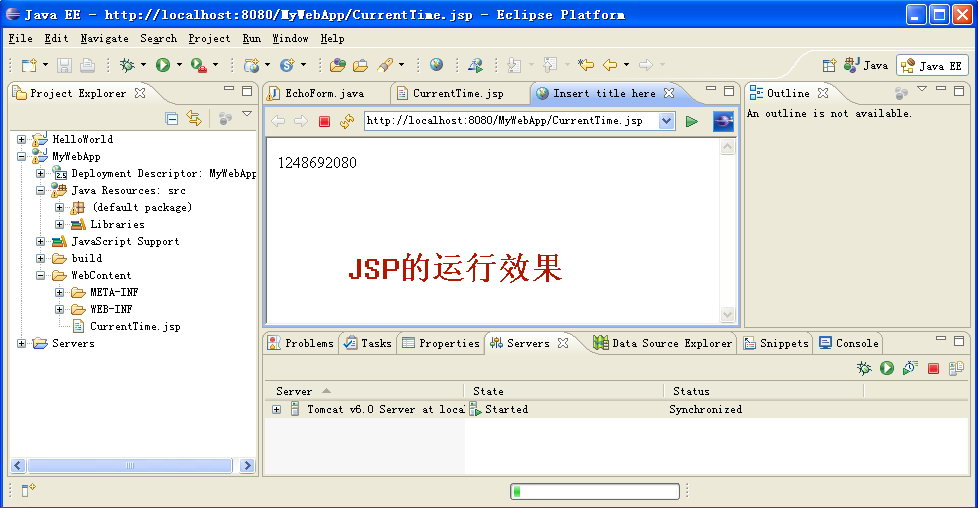 Java EE - http://localhost:8080/MyWebApp/CurrentTime.jsp - Eclipse Platform
File Edit Navigate Search Project Run Window Help
Java Java EE
Project Explorer
EchoForm.java CurrentTime.jsp Insert title here
Outline
http://localhost:8080/MyWebApp/CurrentTime.jsp
An outline is not available.
HelloWorld
MyWebApp
Deployment Descriptor: MyWebApp
Java Resources: src
(default package)
Libraries
JavaScript Support
build
WebContent
META-INF
WEB-INF
CurrentTime.jsp
Servers
1248692080
JSP的运行效果
Problems Tasks Properties Servers Data Source Explorer Snippets Console
Server State Status
Tomcat v6.0 Server at local Started Synchronized